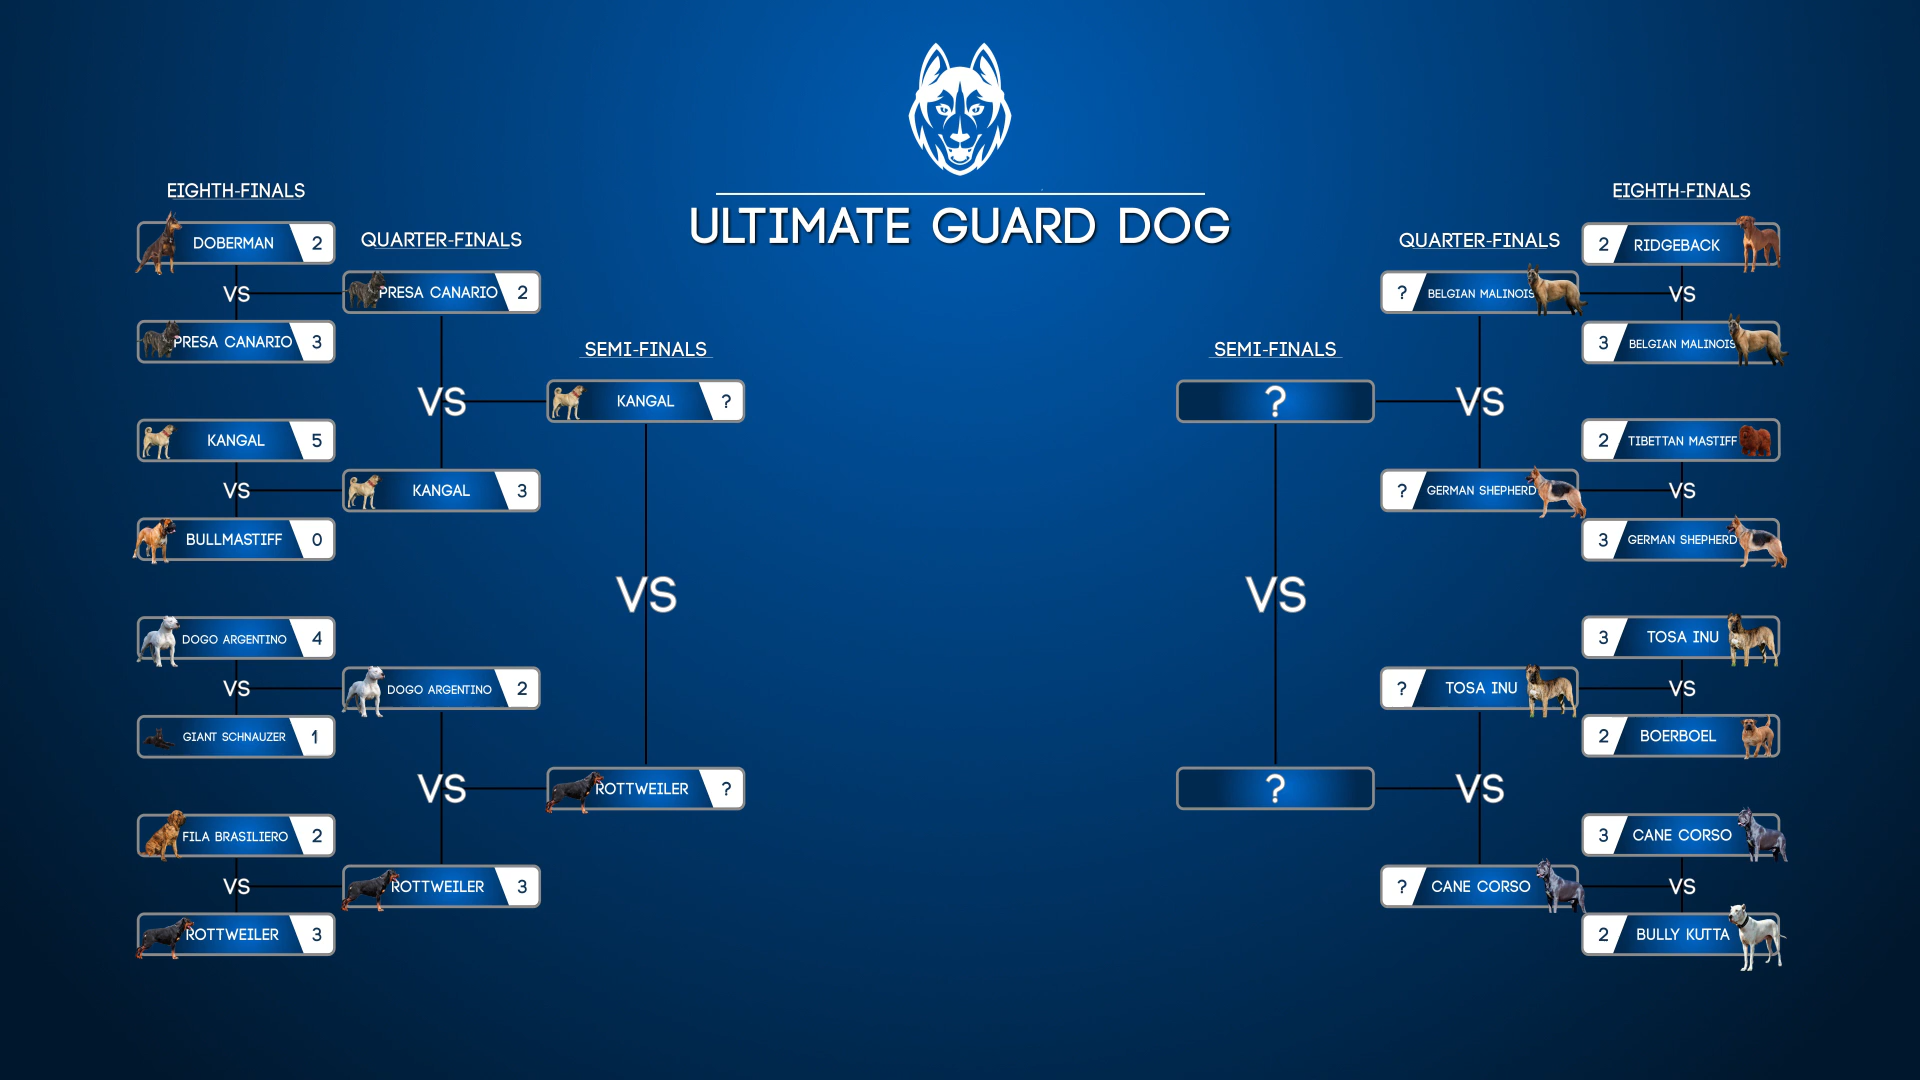 ULTIMATE GUARD DOG
EIGHTH-FINALS
DOBERMAN 2
VS
PRESA CANARIO 3
KANGAL 5
VS
BULLMASTIFF 0
DOGO ARGENTINO 4
VS
GIANT SCHNAUZER 1
FILA BRASILIERO 2
VS
ROTTWEILER 3
QUARTER-FINALS
PRESA CANARIO 2
VS
KANGAL 3
DOGO ARGENTINO 2
VS
ROTTWEILER 3
SEMI-FINALS
KANGAL ?
VS
ROTTWEILER ?
SEMI-FINALS
?
VS
?
QUARTER-FINALS
? BELGIAN MALINOIS
VS
? GERMAN SHEPHERD
? TOSA INU
VS
? CANE CORSO
EIGHTH-FINALS
2 RIDGEBACK
VS
3 BELGIAN MALINOIS
2 TIBETTAN MASTIFF
VS
3 GERMAN SHEPHERD
3 TOSA INU
VS
2 BOERBOEL
3 CANE CORSO
VS
2 BULLY KUTTA